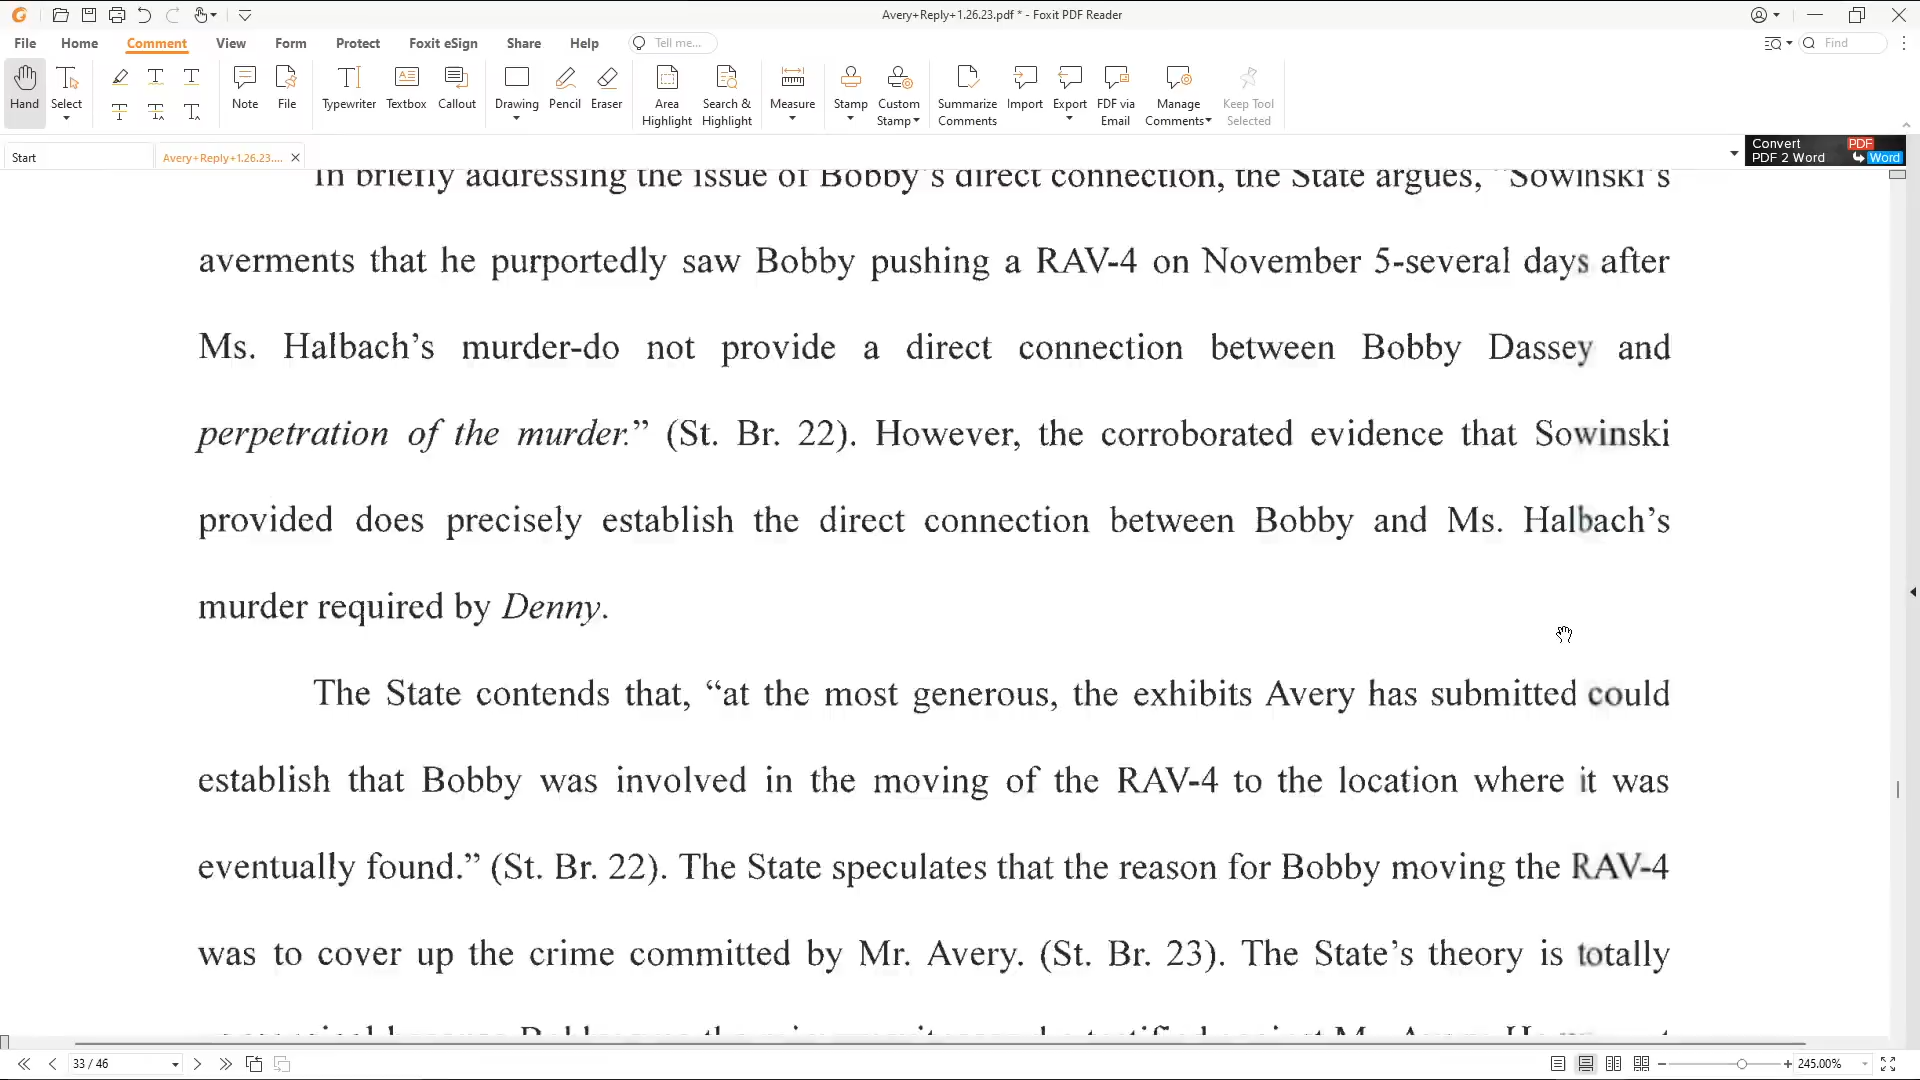 Avery+Reply+1.26.23.pdf * - Foxit PDF Reader
File Home Comment View Form Protect Foxit eSign Share Help Tell me... Find
Hand Select Note File Typewriter Textbox Callout Drawing Pencil Eraser Area Highlight Search & Highlight Measure Stamp Custom Stamp Summarize Comments Import Export FDF via Email Manage Comments Keep Tool Selected
Start Avery+Reply+1.26.23.... Convert PDF 2 Word PDF Word
In briefly addressing the issue of Bobby's direct connection, the State argues, "Sowinski's
averments that he purportedly saw Bobby pushing a RAV-4 on November 5-several days after
Ms. Halbach's murder-do not provide a direct connection between Bobby Dassey and
perpetration of the murder." (St. Br. 22). However, the corroborated evidence that Sowinski
provided does precisely establish the direct connection between Bobby and Ms. Halbach's
murder required by Denny.
The State contends that, "at the most generous, the exhibits Avery has submitted could
establish that Bobby was involved in the moving of the RAV-4 to the location where it was
eventually found." (St. Br. 22). The State speculates that the reason for Bobby moving the RAV-4
was to cover up the crime committed by Mr. Avery. (St. Br. 23). The State's theory is totally
33 / 46 245.00%